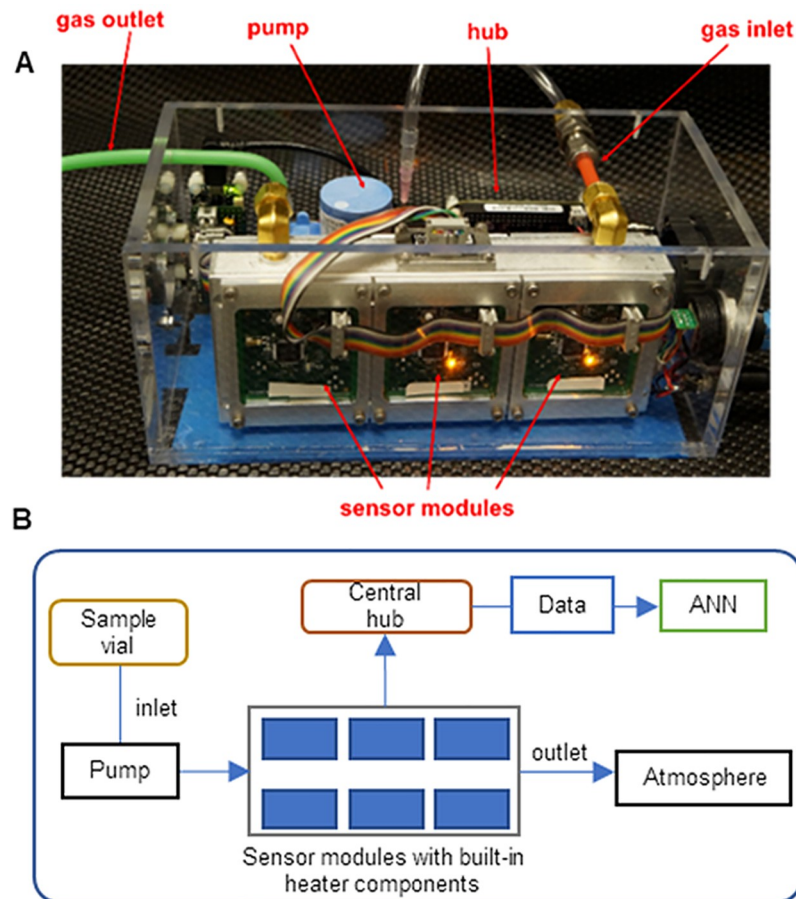 gas outlet
pump
hub
gas inlet
A
sensor modules
B
Sample
vial
Central
hub
Data
ANN
inlet
Pump
outlet
Atmosphere
Sensor modules with built-in
heater components